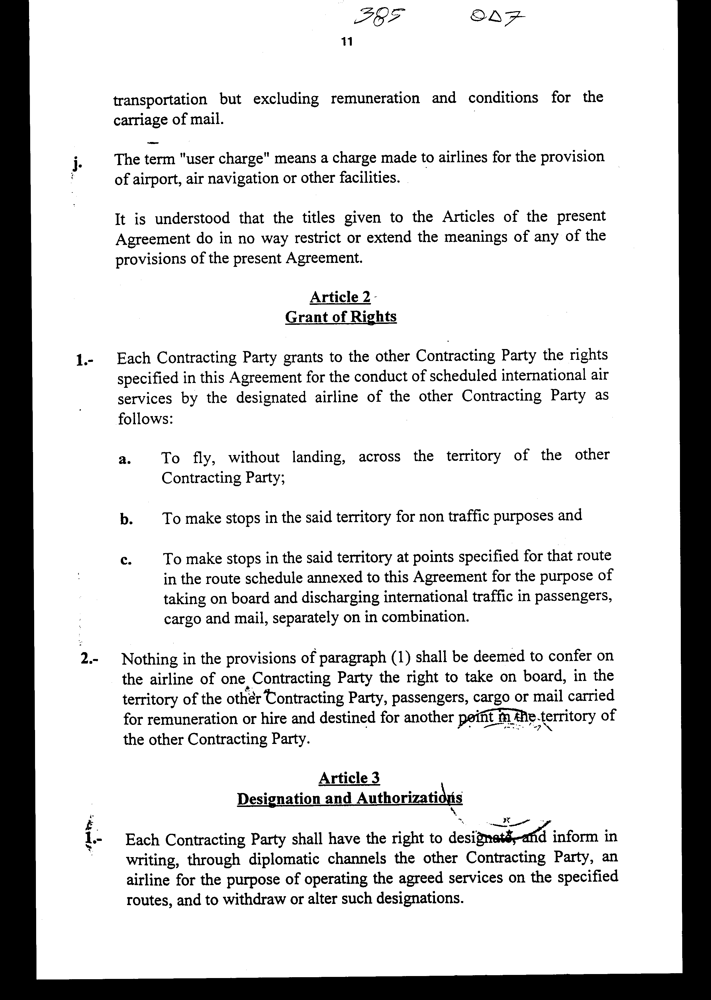 385
11
transportation but excluding remuneration and conditions for the
carriage of mail.
j. The term "user charge" means a charge made to airlines for the provision
of airport, air navigation or other facilities.
It is understood that the titles given to the Articles of the present
Agreement do in no way restrict or extend the meanings of any of the
provisions of the present Agreement.
Article 2
Grant of Rights
1.- Each Contracting Party grants to the other Contracting Party the rights
specified in this Agreement for the conduct of scheduled international air
services by the designated airline of the other Contracting Party as
follows:
a. To fly, without landing, across the territory of the other
Contracting Party;
b. To make stops in the said territory for non traffic purposes and
c. To make stops in the said territory at points specified for that route
in the route schedule annexed to this Agreement for the purpose of
taking on board and discharging international traffic in passengers,
cargo and mail, separately on in combination.
2.- Nothing in the provisions of paragraph (1) shall be deemed to confer on
the airline of one Contracting Party the right to take on board, in the
territory of the other Contracting Party, passengers, cargo or mail carried
for remuneration or hire and destined for another point in the territory of
the other Contracting Party.
Article 3
Designation and Authorizations
1.- Each Contracting Party shall have the right to designate, and inform in
writing, through diplomatic channels the other Contracting Party, an
airline for the purpose of operating the agreed services on the specified
routes, and to withdraw or alter such designations.